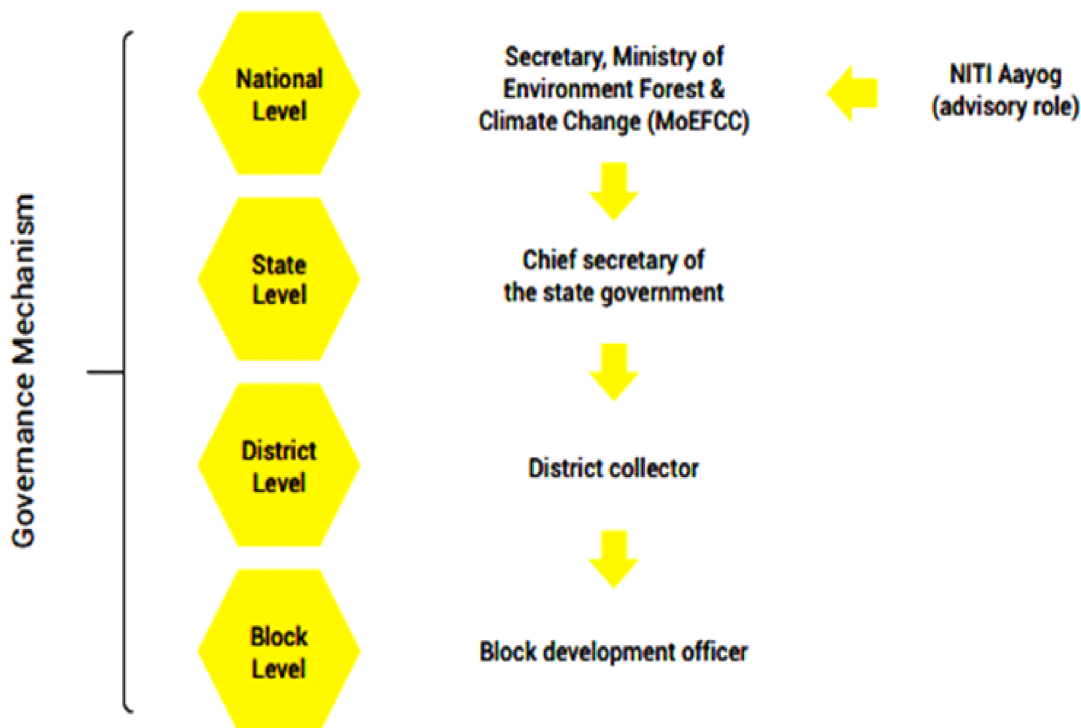 Governance Mechanism
National
Level
Secretary, Ministry of
Environment Forest &
Climate Change (MoEFCC)
NITI Aayog
(advisory role)
State
Level
Chief secretary of
the state government
District
Level
District collector
Block
Level
Block development officer